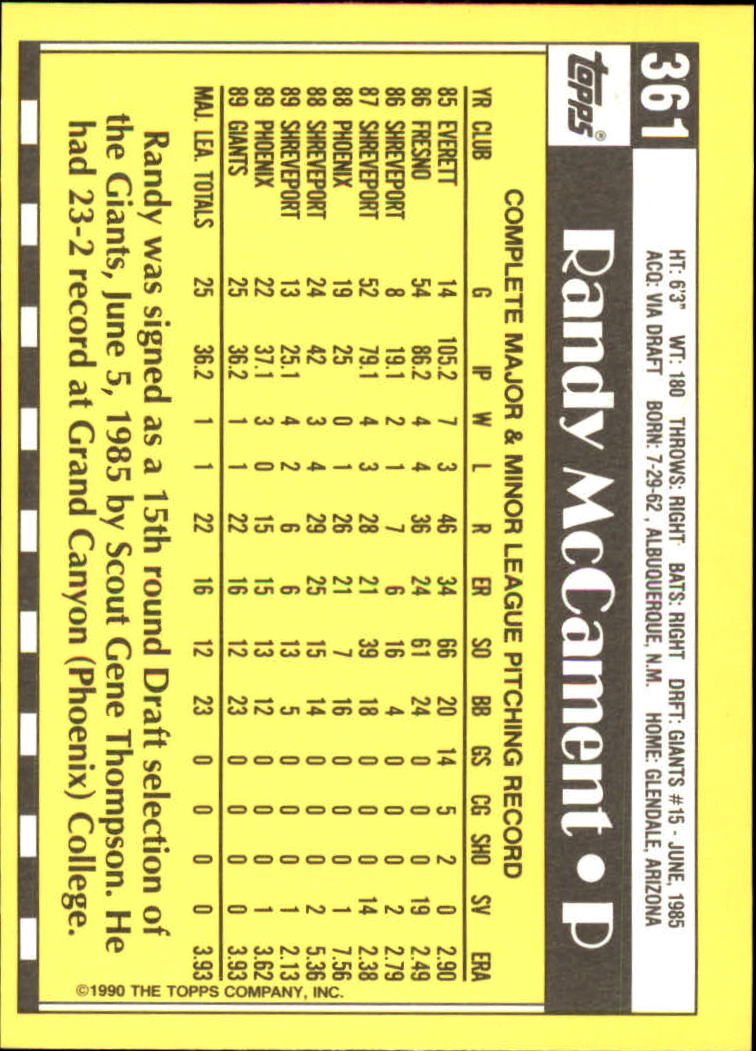 361
HT: 6'3" WT: 180 THROWS: RIGHT BATS: RIGHT DRFT: GIANTS #15 - JUNE, 1985
ACQ: VIA DRAFT BORN: 7-29-62, ALBUQUERQUE, N.M. HOME: GLENDALE, ARIZONA
topps®
Randy McCament • P
COMPLETE MAJOR & MINOR LEAGUE PITCHING RECORD
YR CLUB G IP W L R ER SO BB GS CG SHO SV ERA
85 EVERETT 14 105.2 7 3 46 34 66 20 14 5 2 0 2.90
86 FRESNO 54 86.2 4 4 36 24 61 24 0 0 0 19 2.49
86 SHREVEPORT 8 19.1 2 1 7 6 16 4 0 0 0 2 2.79
87 SHREVEPORT 52 79.1 4 3 28 21 39 18 0 0 0 14 2.38
88 PHOENIX 19 25 0 1 26 21 7 16 0 0 0 1 7.56
88 SHREVEPORT 24 42 3 4 29 25 15 14 0 0 0 2 5.36
89 SHREVEPORT 13 25.1 4 2 6 6 13 5 0 0 0 1 2.13
89 PHOENIX 22 37.1 3 0 15 15 13 12 0 0 0 1 3.62
89 GIANTS 25 36.2 1 1 22 16 12 23 0 0 0 0 3.93
MAJ. LEA. TOTALS 25 36.2 1 1 22 16 12 23 0 0 0 0 3.93
Randy was signed as a 15th round Draft selection of
the Giants, June 5, 1985 by Scout Gene Thompson. He
had 23-2 record at Grand Canyon (Phoenix) College.
©1990 THE TOPPS COMPANY, INC.